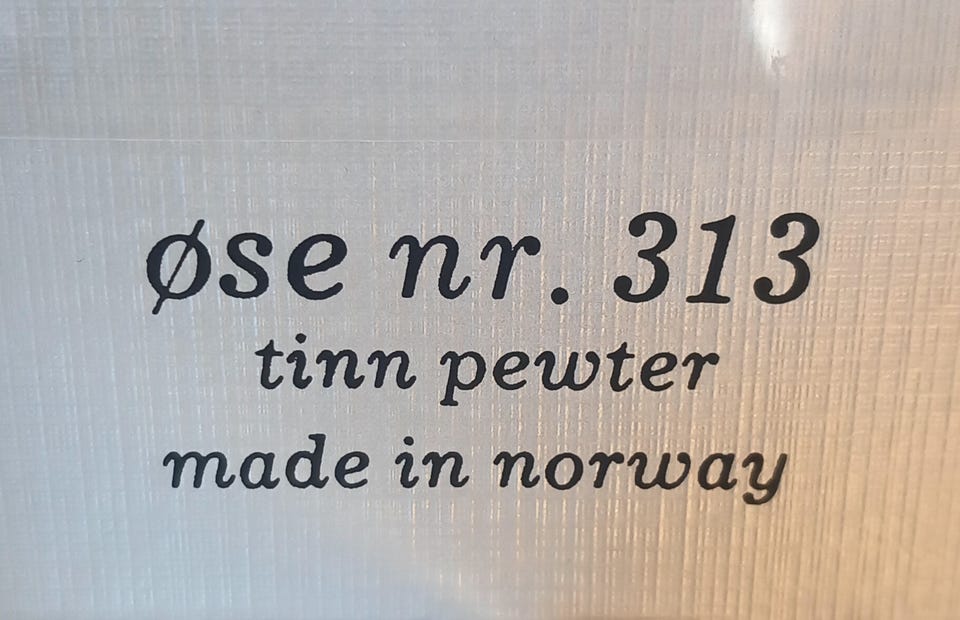 øse nr. 313
tinn pewter
made in norway